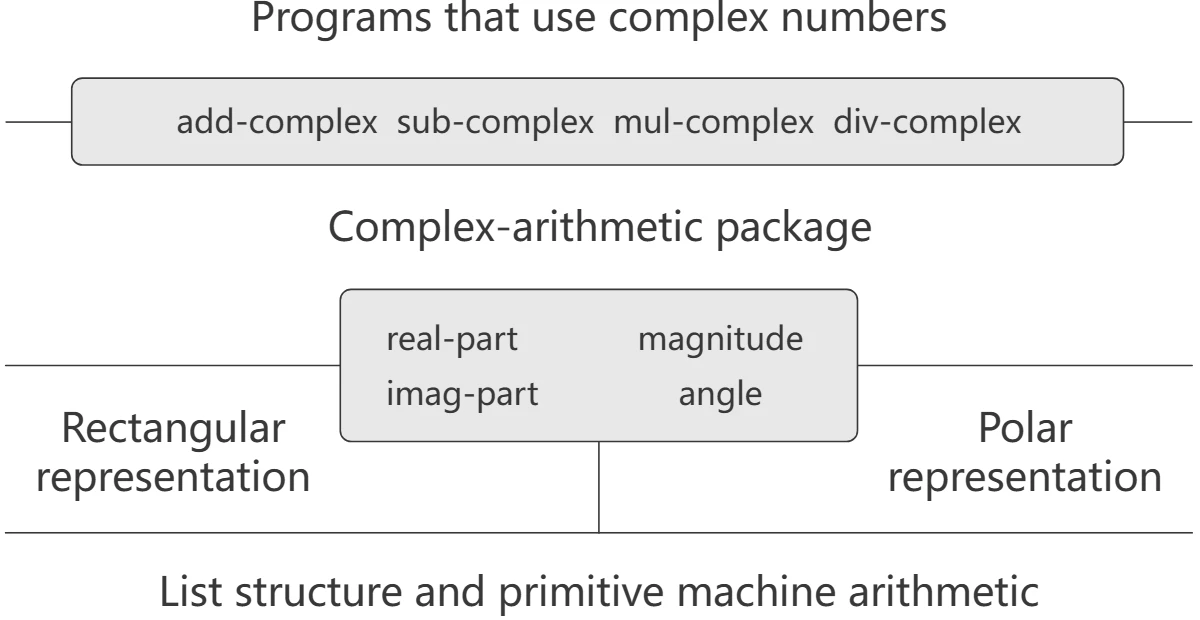 Programs that use complex numbers
add-complex sub-complex mul-complex div-complex
Complex-arithmetic package
real-part magnitude
imag-part angle
Rectangular
representation
Polar
representation
List structure and primitive machine arithmetic